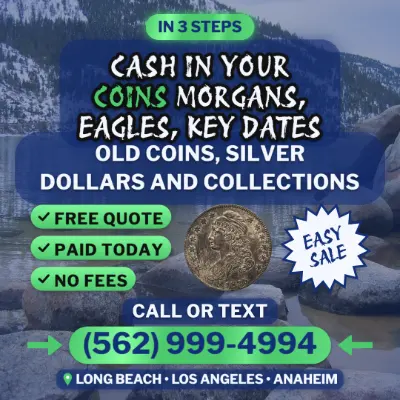 IN 3 STEPS
CASH IN YOUR
COINS MORGANS,
EAGLES, KEY DATES
OLD COINS, SILVER
DOLLARS AND COLLECTIONS
✓ FREE QUOTE
✓ PAID TODAY
✓ NO FEES
EASY
SALE
CALL OR TEXT
→ (562) 999-4994 ←
LONG BEACH • LOS ANGELES • ANAHEIM